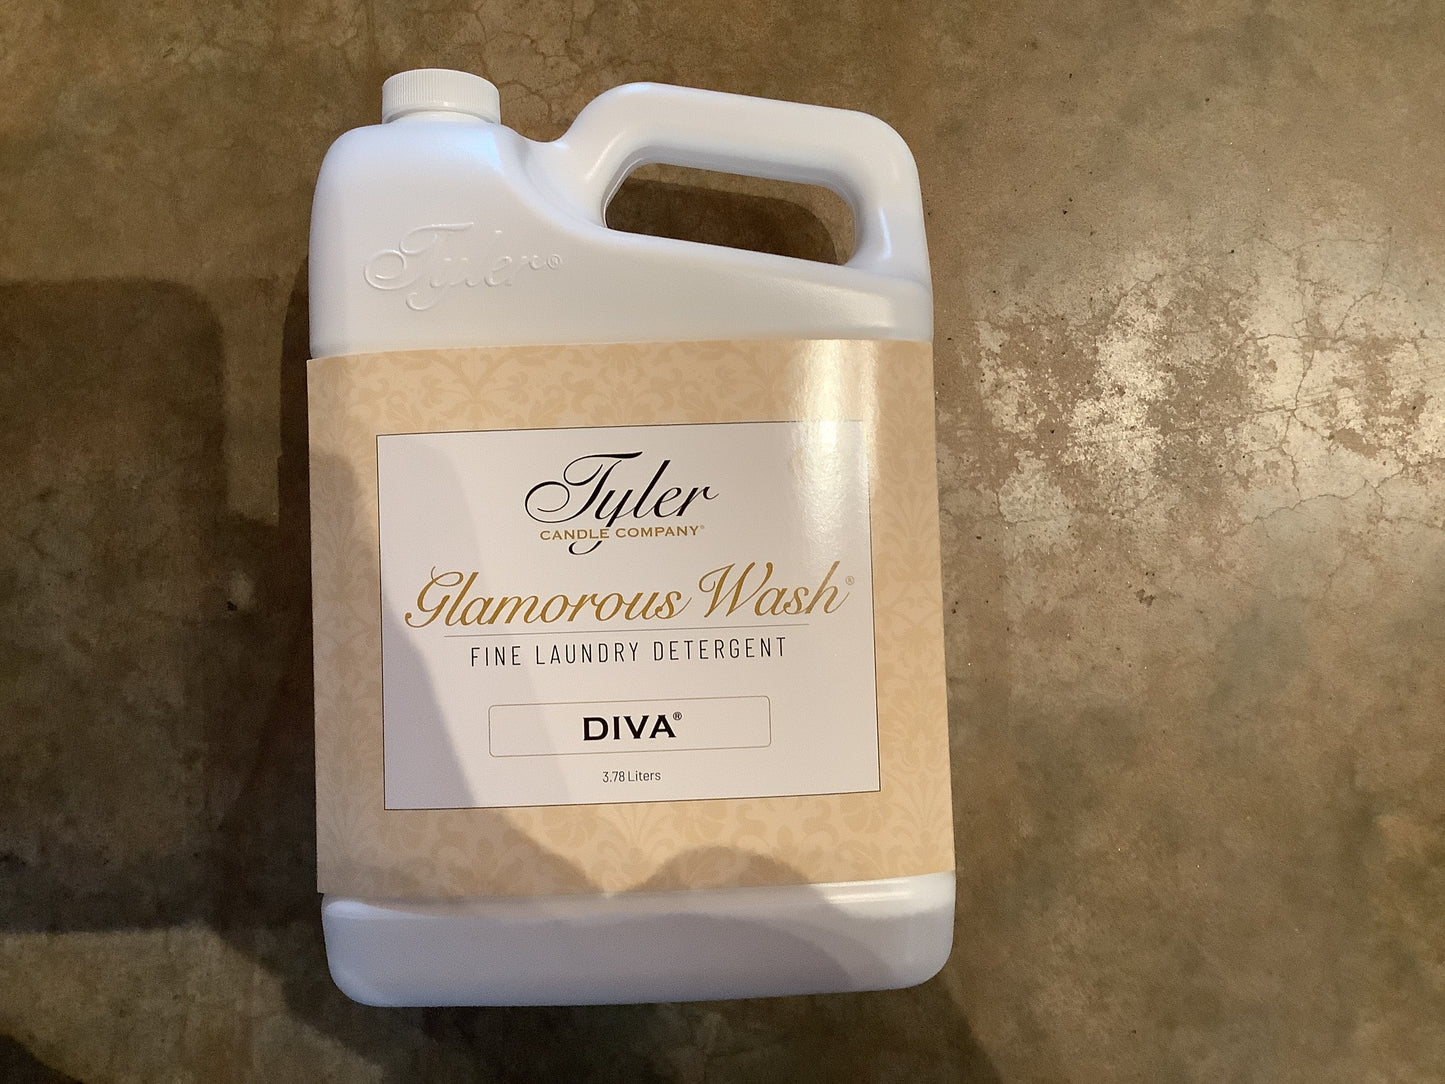 Tyler®
Tyler
CANDLE COMPANY®
Glamorous Wash®
FINE LAUNDRY DETERGENT
DIVA®
3.78 Liters